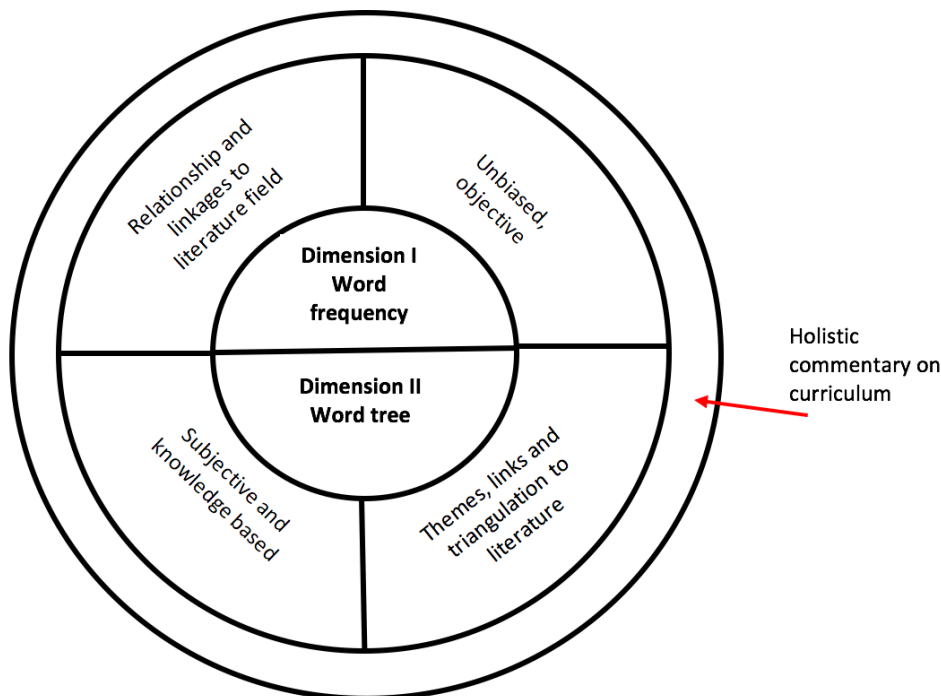 Relationship and
linkages to
literature field
Unbiased,
objective
Dimension I
Word
frequency
Dimension II
Word tree
Subjective and
knowledge based
Themes, links and
triangulation to
literature
Holistic
commentary on
curriculum